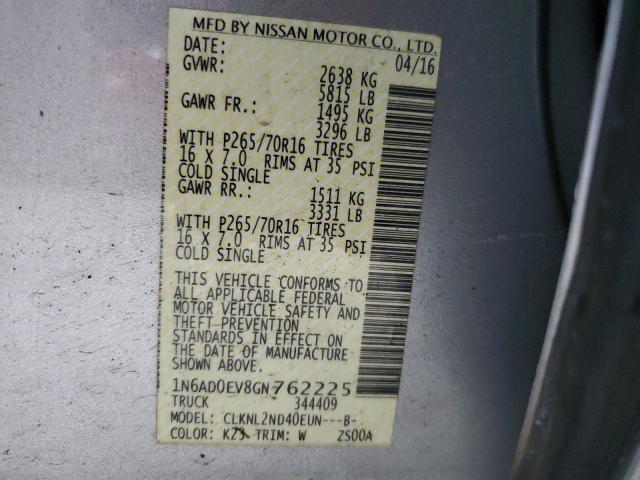 MFD BY NISSAN MOTOR CO., LTD.
DATE: 04/16
GVWR: 2638 KG
5815 LB
GAWR FR.: 1495 KG
3296 LB
WITH P265/70R16 TIRES
16 X 7.0 RIMS AT 35 PSI
COLD SINGLE
GAWR RR.: 1511 KG
3331 LB
WITH P265/70R16 TIRES
16 X 7.0 RIMS AT 35 PSI
COLD SINGLE
THIS VEHICLE CONFORMS TO
ALL APPLICABLE FEDERAL
MOTOR VEHICLE SAFETY AND
THEFT PREVENTION
STANDARDS IN EFFECT ON
THE DATE OF MANUFACTURE
SHOWN ABOVE.
1N6AD0EV8GN762225
TRUCK 344409
MODEL: CLKNL2ND40EUN---B-
COLOR: K23 TRIM: W ZS00A